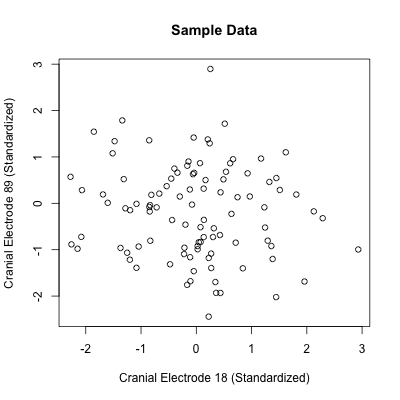 Sample Data
Cranial Electrode 89 (Standardized)
3
2
1
0
-1
-2
-2 -1 0 1 2 3
Cranial Electrode 18 (Standardized)